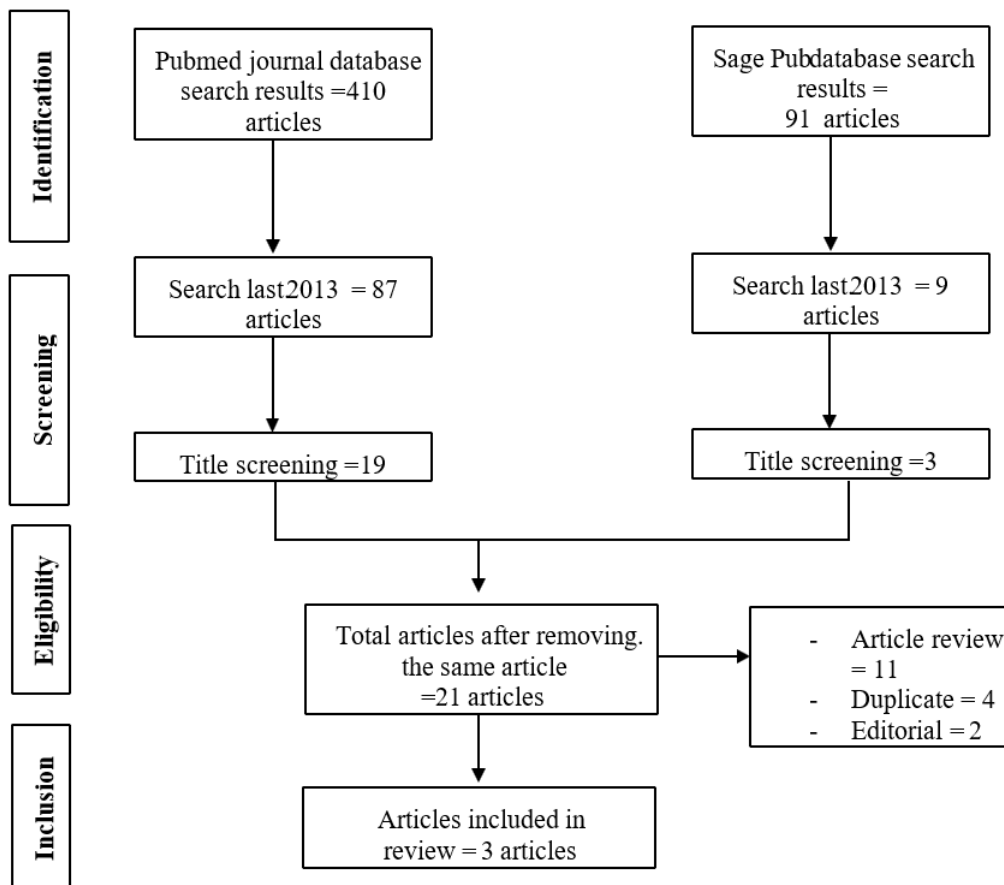 Identification
Pubmed journal database
search results =410
articles
Sage Pubdatabase search
results =
91 articles
Screening
Search last2013 = 87
articles
Search last2013 = 9
articles
Title screening =19
Title screening =3
Eligibility
Total articles after removing.
the same article
=21 articles
- Article review
= 11
- Duplicate = 4
- Editorial = 2
Inclusion
Articles included in
review = 3 articles